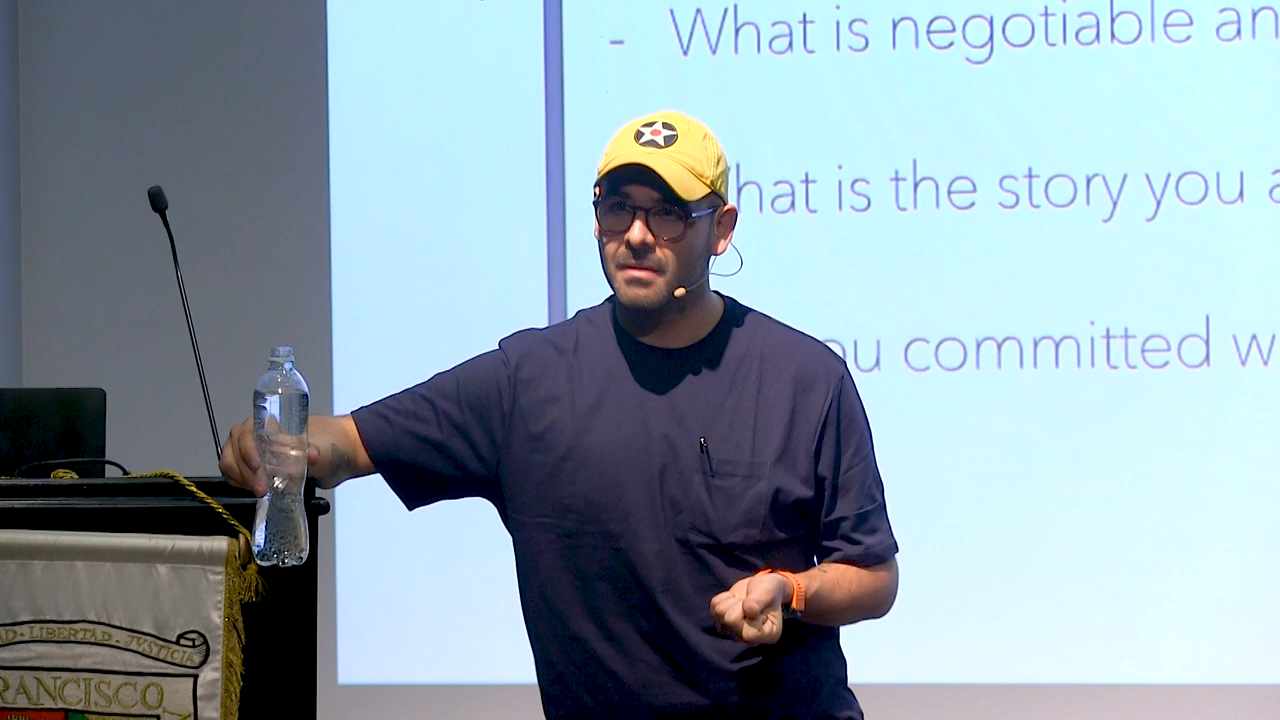 - What is negotiable an
hat is the story you a
ou committed w
AD - LIBERTAD - JVSTICIA
RANCISCO